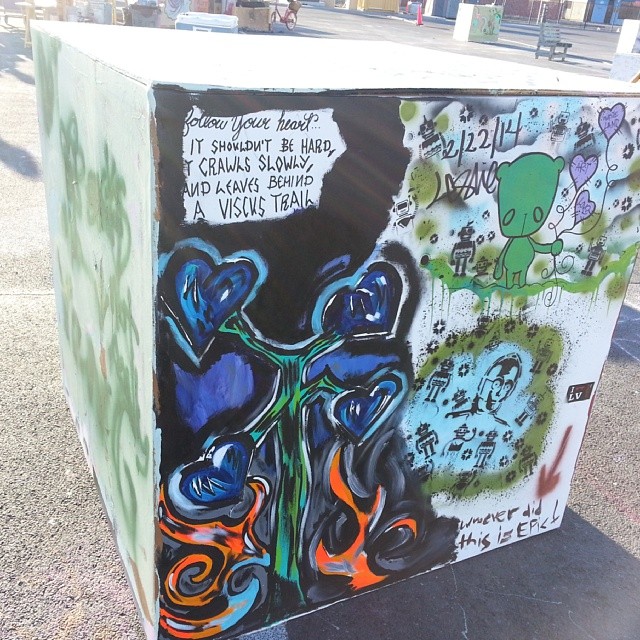 follow your heart...
IT SHOULDN'T BE HARD,
IT CRAWLS SLOWLY,
AND LEAVES BEHIND
A VISCUS TRAIL
2/22/14
LV
whoever did
this is EPIC!